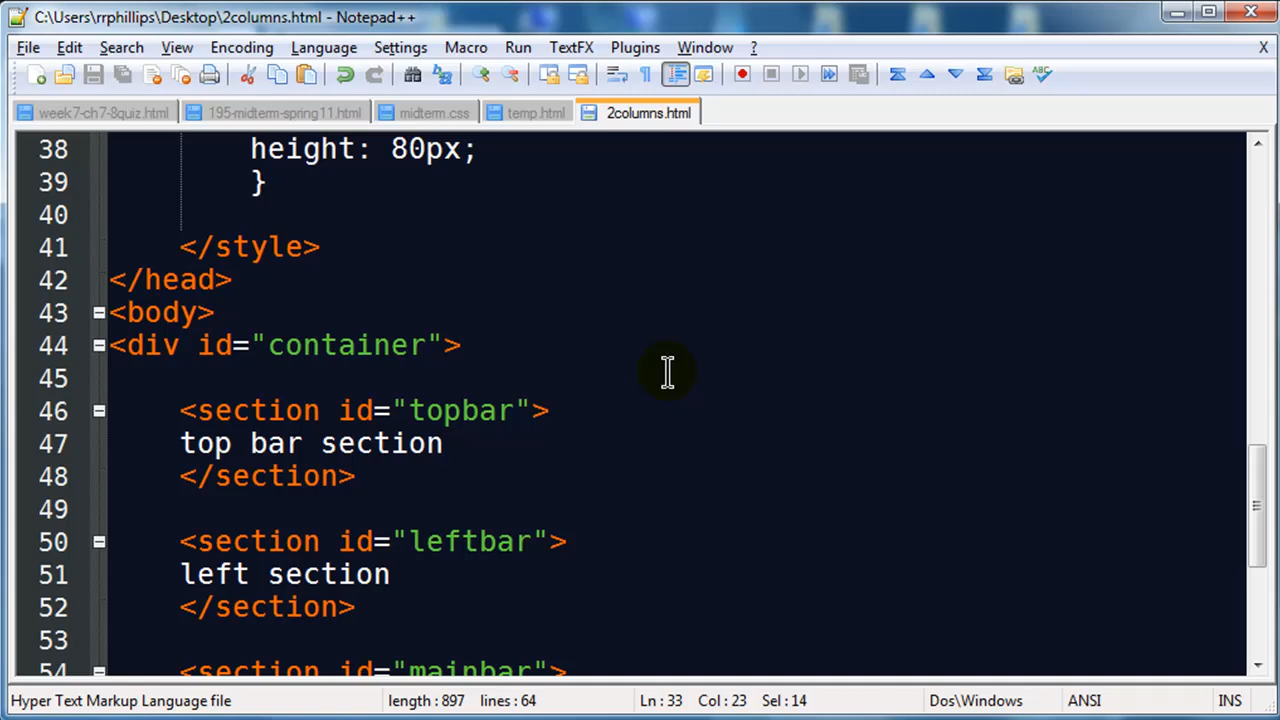 C:\Users\rrphillips\Desktop\2columns.html - Notepad++
File Edit Search View Encoding Language Settings Macro Run TextFX Plugins Window ? X
week7-ch7-8quiz.html 195-midterm-spring11.html midterm.css temp.html 2columns.html
38 height: 80px;
39 }
40
41 </style>
42 </head>
43 <body>
44 <div id="container">
45
46 <section id="topbar">
47 top bar section
48 </section>
49
50 <section id="leftbar">
51 left section
52 </section>
53
54 <section id="mainbar">
Hyper Text Markup Language file length : 897 lines : 64 Ln : 33 Col : 23 Sel : 14 Dos\Windows ANSI INS